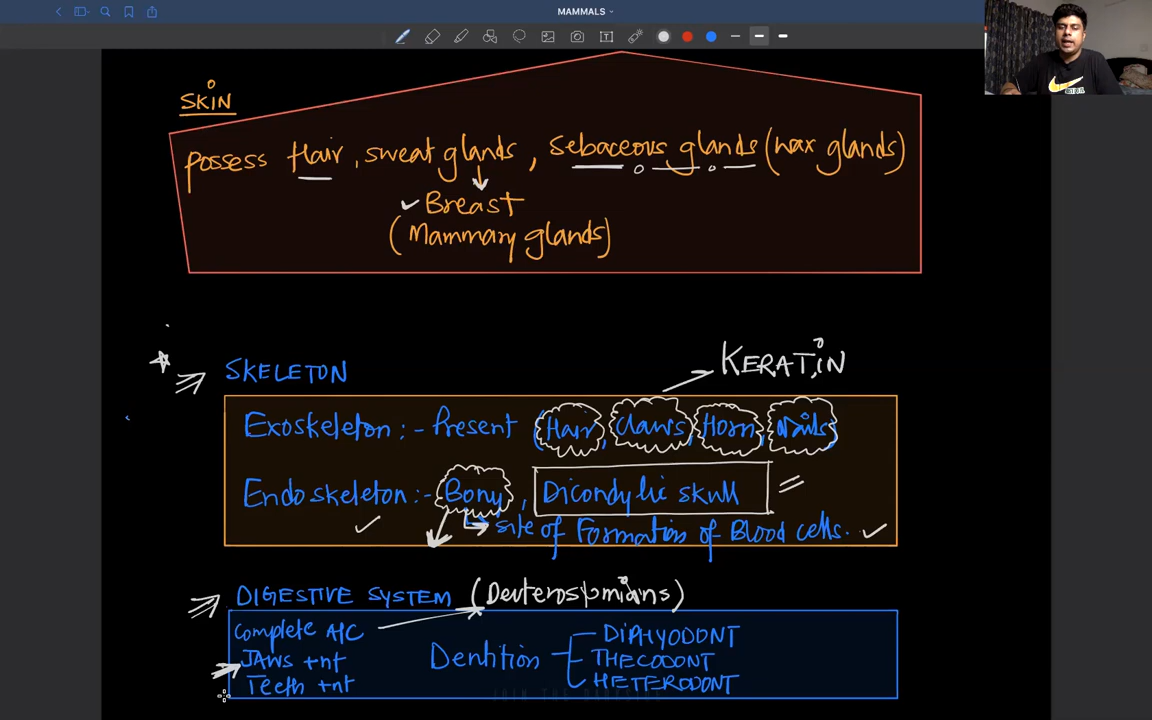 MAMMALS
SKIN
possess Hair, sweat glands, sebaceous glands (wax glands)
Breast
(Mammary glands)
KERATIN
SKELETON
Exoskeleton :- Present (Hair, Claws, Horn, Nails)
Endoskeleton :- Bony, Dicondylic skull
site of Formation of Blood cells.
DIGESTIVE SYSTEM (Deuterostomians)
Complete A/C
JAWS +nt
Teeth +nt
Dentition
DIPHYODONT
THECODONT
HETERODONT